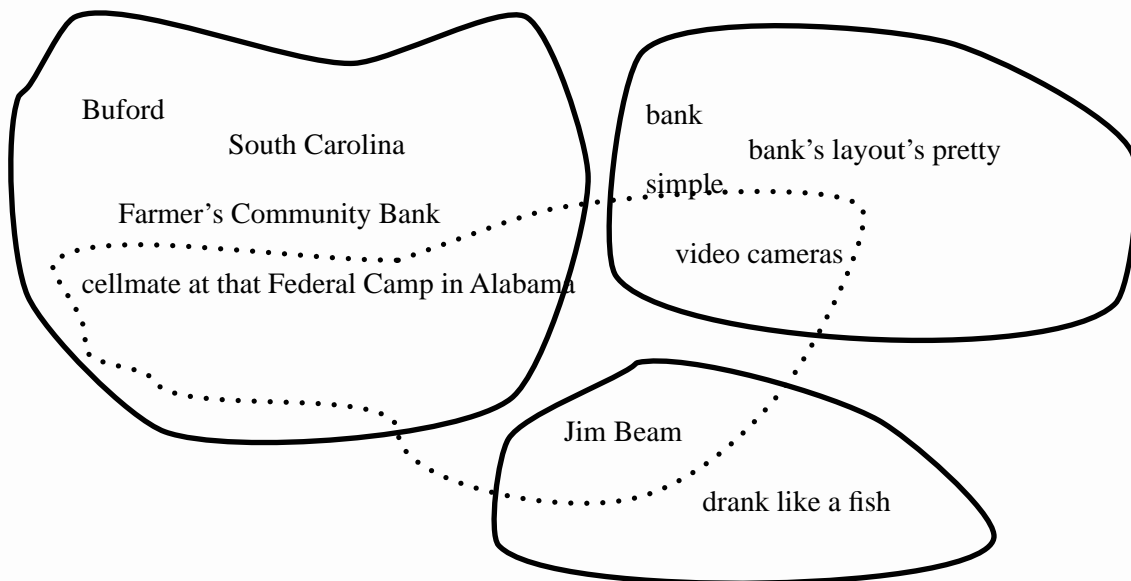 Buford
South Carolina
Farmer’s Community Bank
cellmate at that Federal Camp in Alabama
bank
bank’s layout’s pretty
simple
video cameras
Jim Beam
drank like a fish